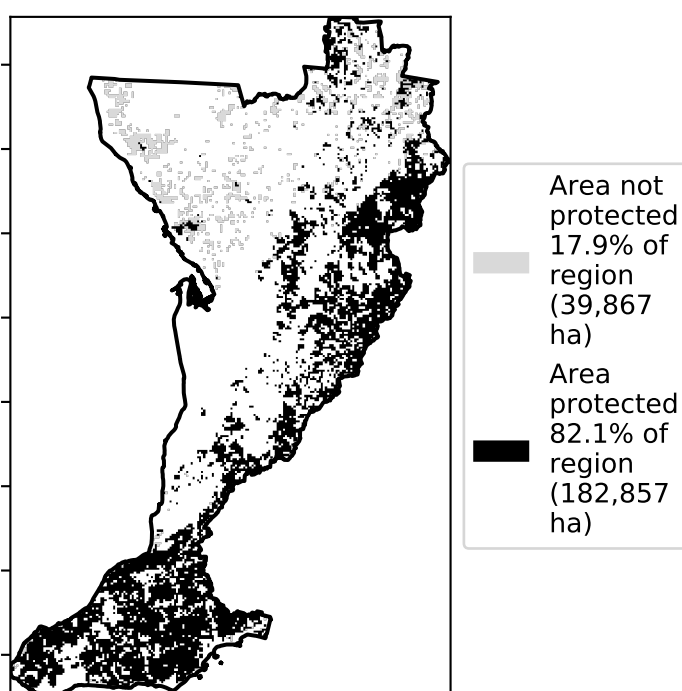 Area not
protected
17.9% of
region
(39,867
ha)
Area
protected
82.1% of
region
(182,857
ha)